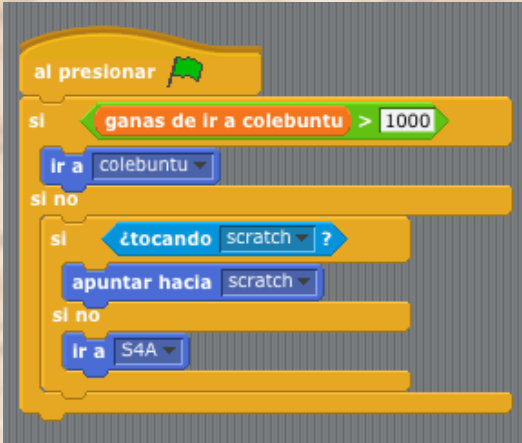 al presionar
si ganas de ir a colebuntu > 1000
ir a colebuntu
si no
si ¿tocando scratch ?
apuntar hacia scratch
si no
ir a S4A